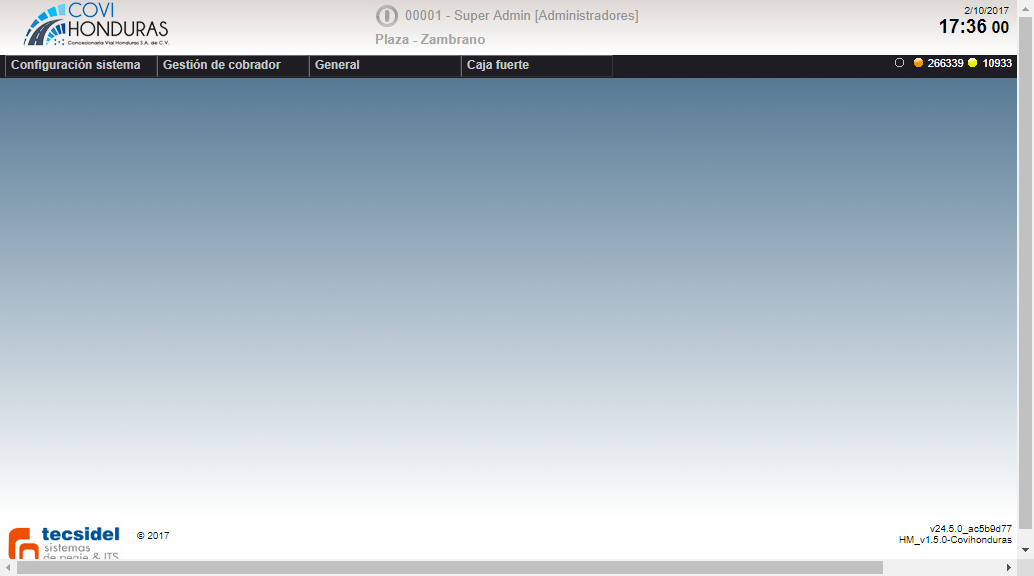 COVI
HONDURAS
Concesionaria Vial Honduras S.A. de C.V.
00001 - Super Admin [Administradores]
Plaza - Zambrano
2/10/2017
17:36 00
Configuración sistema
Gestión de cobrador
General
Caja fuerte
266339
10933
tecsidel
sistemas
de peaje & ITS
© 2017
v24.5.0_ac5b9d77
HM_v1.5.0-Covihonduras